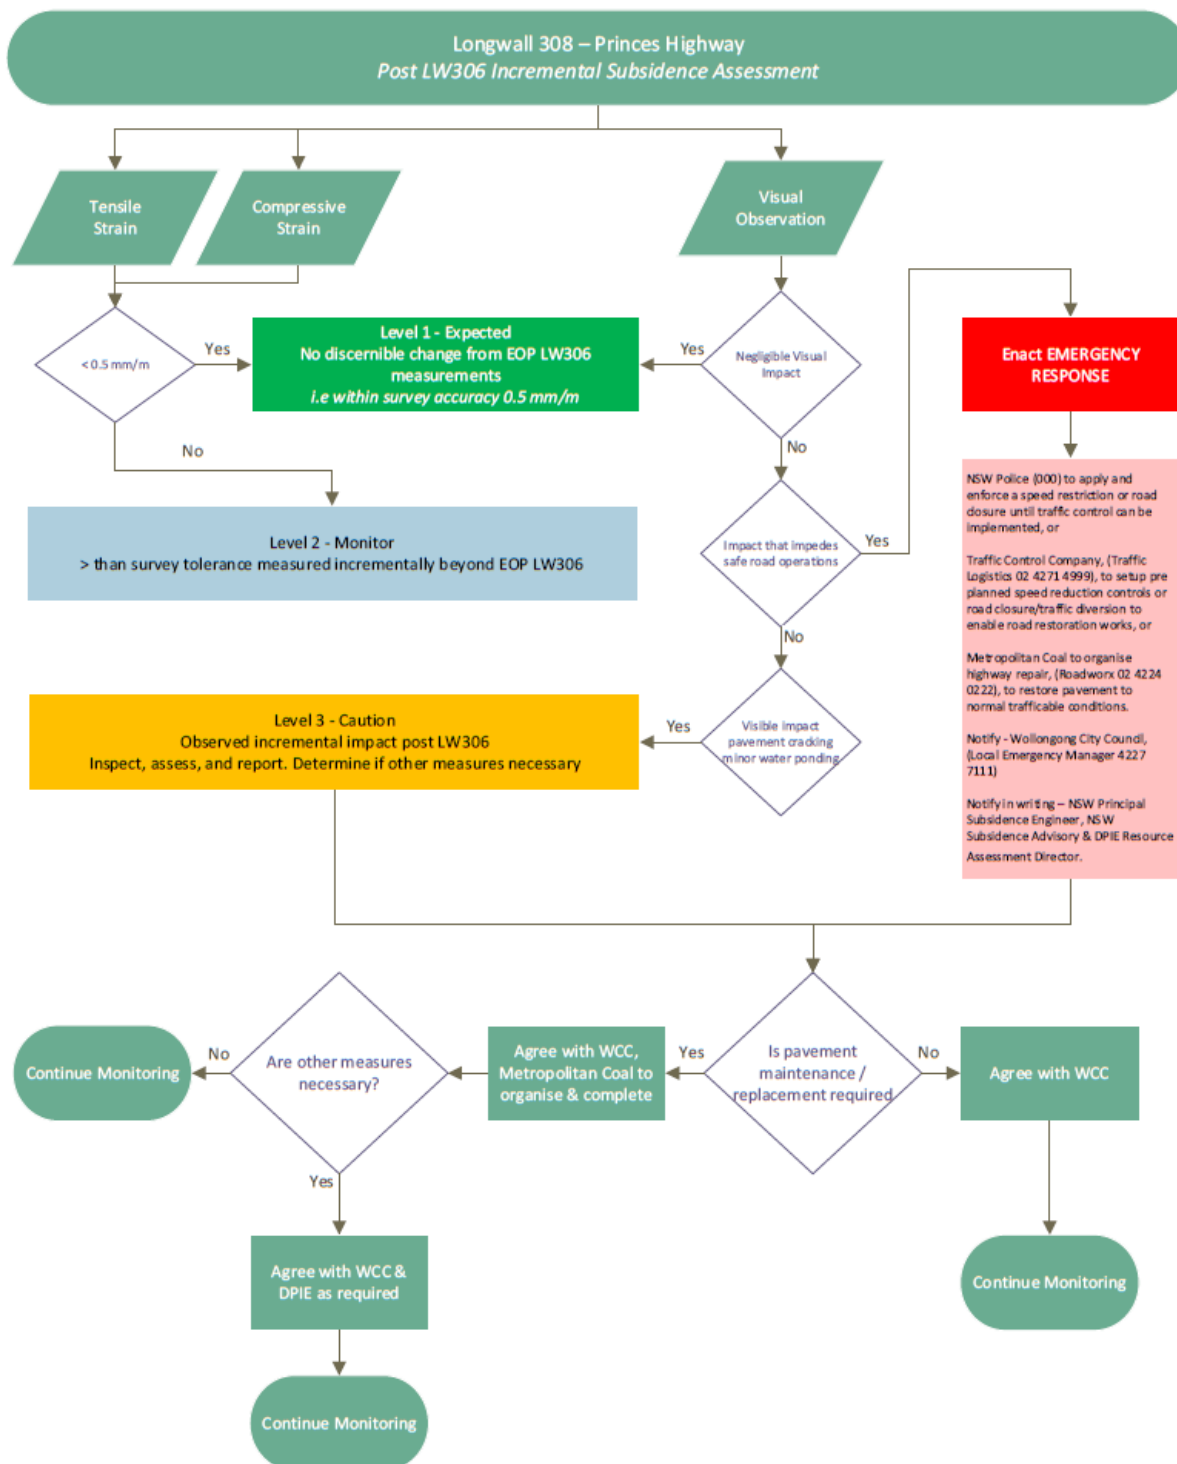 Longwall 308 – Princes Highway
Post LW306 Incremental Subsidence Assessment
Tensile
Strain
Compressive
Strain
Visual
Observation
< 0.5 mm/m
Yes
Level 1 - Expected
No discernible change from EOP LW306
measurements
i.e within survey accuracy 0.5 mm/m
Yes
Negligible Visual
Impact
Enact EMERGENCY
RESPONSE
No
No
Level 2 - Monitor
> than survey tolerance measured incrementally beyond EOP LW306
Impact that impedes
safe road operations
Yes
NSW Police (000) to apply and
enforce a speed restriction or road
closure until traffic control can be
implemented, or
Traffic Control Company, (Traffic
Logistics 02 4271 4999), to setup pre
planned speed reduction controls or
road closure/traffic diversion to
enable road restoration works, or
Metropolitan Coal to organise
highway repair, (Roadworx 02 4224
0222), to restore pavement to
normal trafficable conditions.
Notify - Wollongong City Council,
(Local Emergency Manager 4227
7111)
Notify in writing – NSW Principal
Subsidence Engineer, NSW
Subsidence Advisory & DPIE Resource
Assessment Director.
No
Level 3 - Caution
Observed incremental impact post LW306
Inspect, assess, and report. Determine if other measures necessary
Yes
Visible impact
pavement cracking
minor water ponding
Continue Monitoring
No
Are other measures
necessary?
Agree with WCC,
Metropolitan Coal to
organise & complete
Yes
Is pavement
maintenance /
replacement required
No
Agree with WCC
Yes
Agree with WCC &
DPIE as required
Continue Monitoring
Continue Monitoring